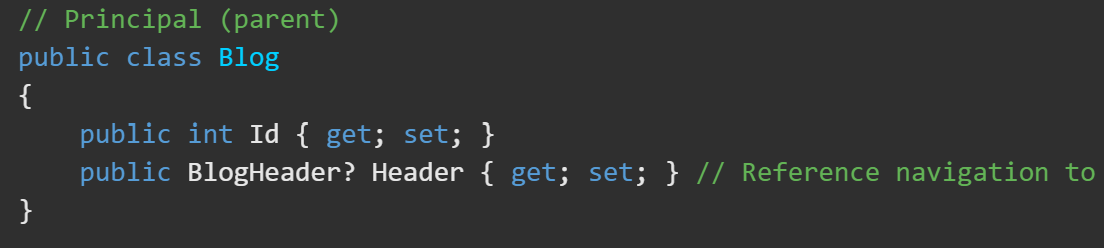 // Principal (parent)
public class Blog
{
    public int Id { get; set; }
    public BlogHeader? Header { get; set; } // Reference navigation to
}